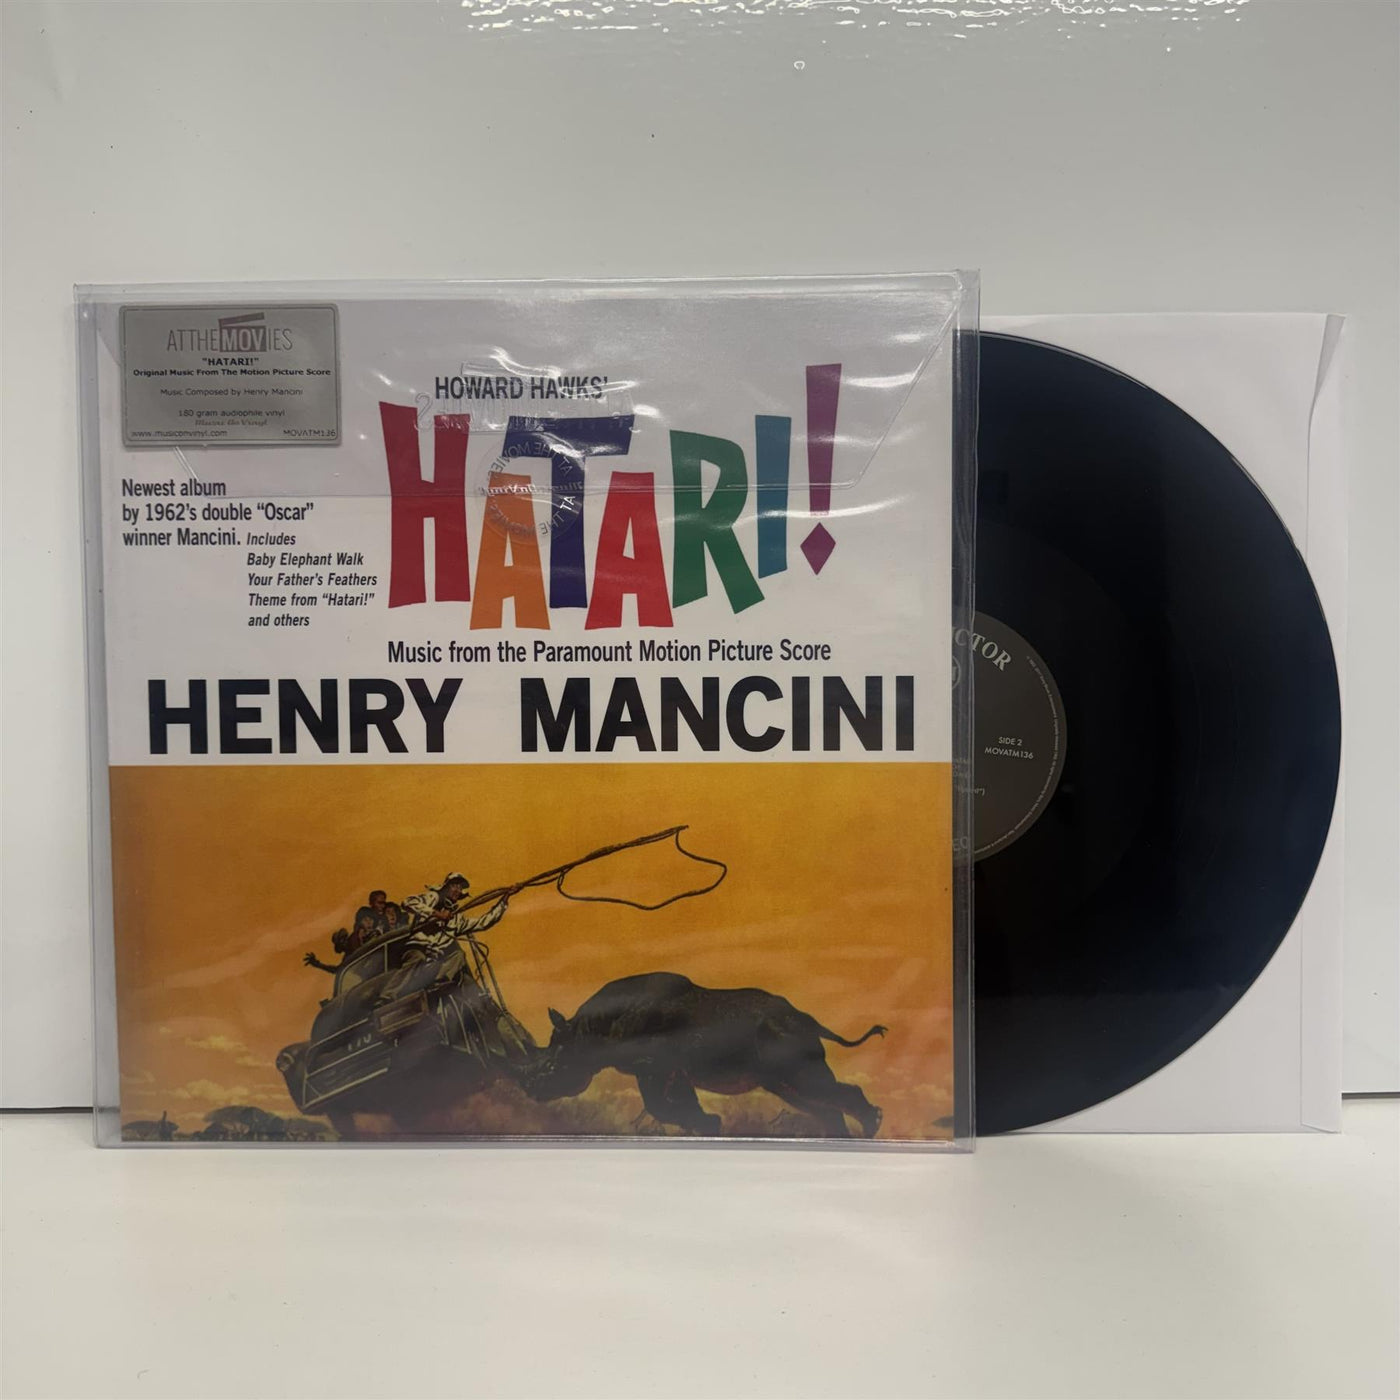 ATTHEMOVIES
"HATARI!"
Original Music From The Motion Picture Score
Music Composed by Henry Mancini
180 gram audiophile vinyl
Music On Vinyl
www.musiconvinyl.com
MOVATM136
HOWARD HAWKS'
HATARI!
Newest album
by 1962's double "Oscar"
winner Mancini. Includes
Baby Elephant Walk
Your Father's Feathers
Theme from "Hatari!"
and others
Music from the Paramount Motion Picture Score
HENRY MANCINI
SIDE 2
MOVATM136